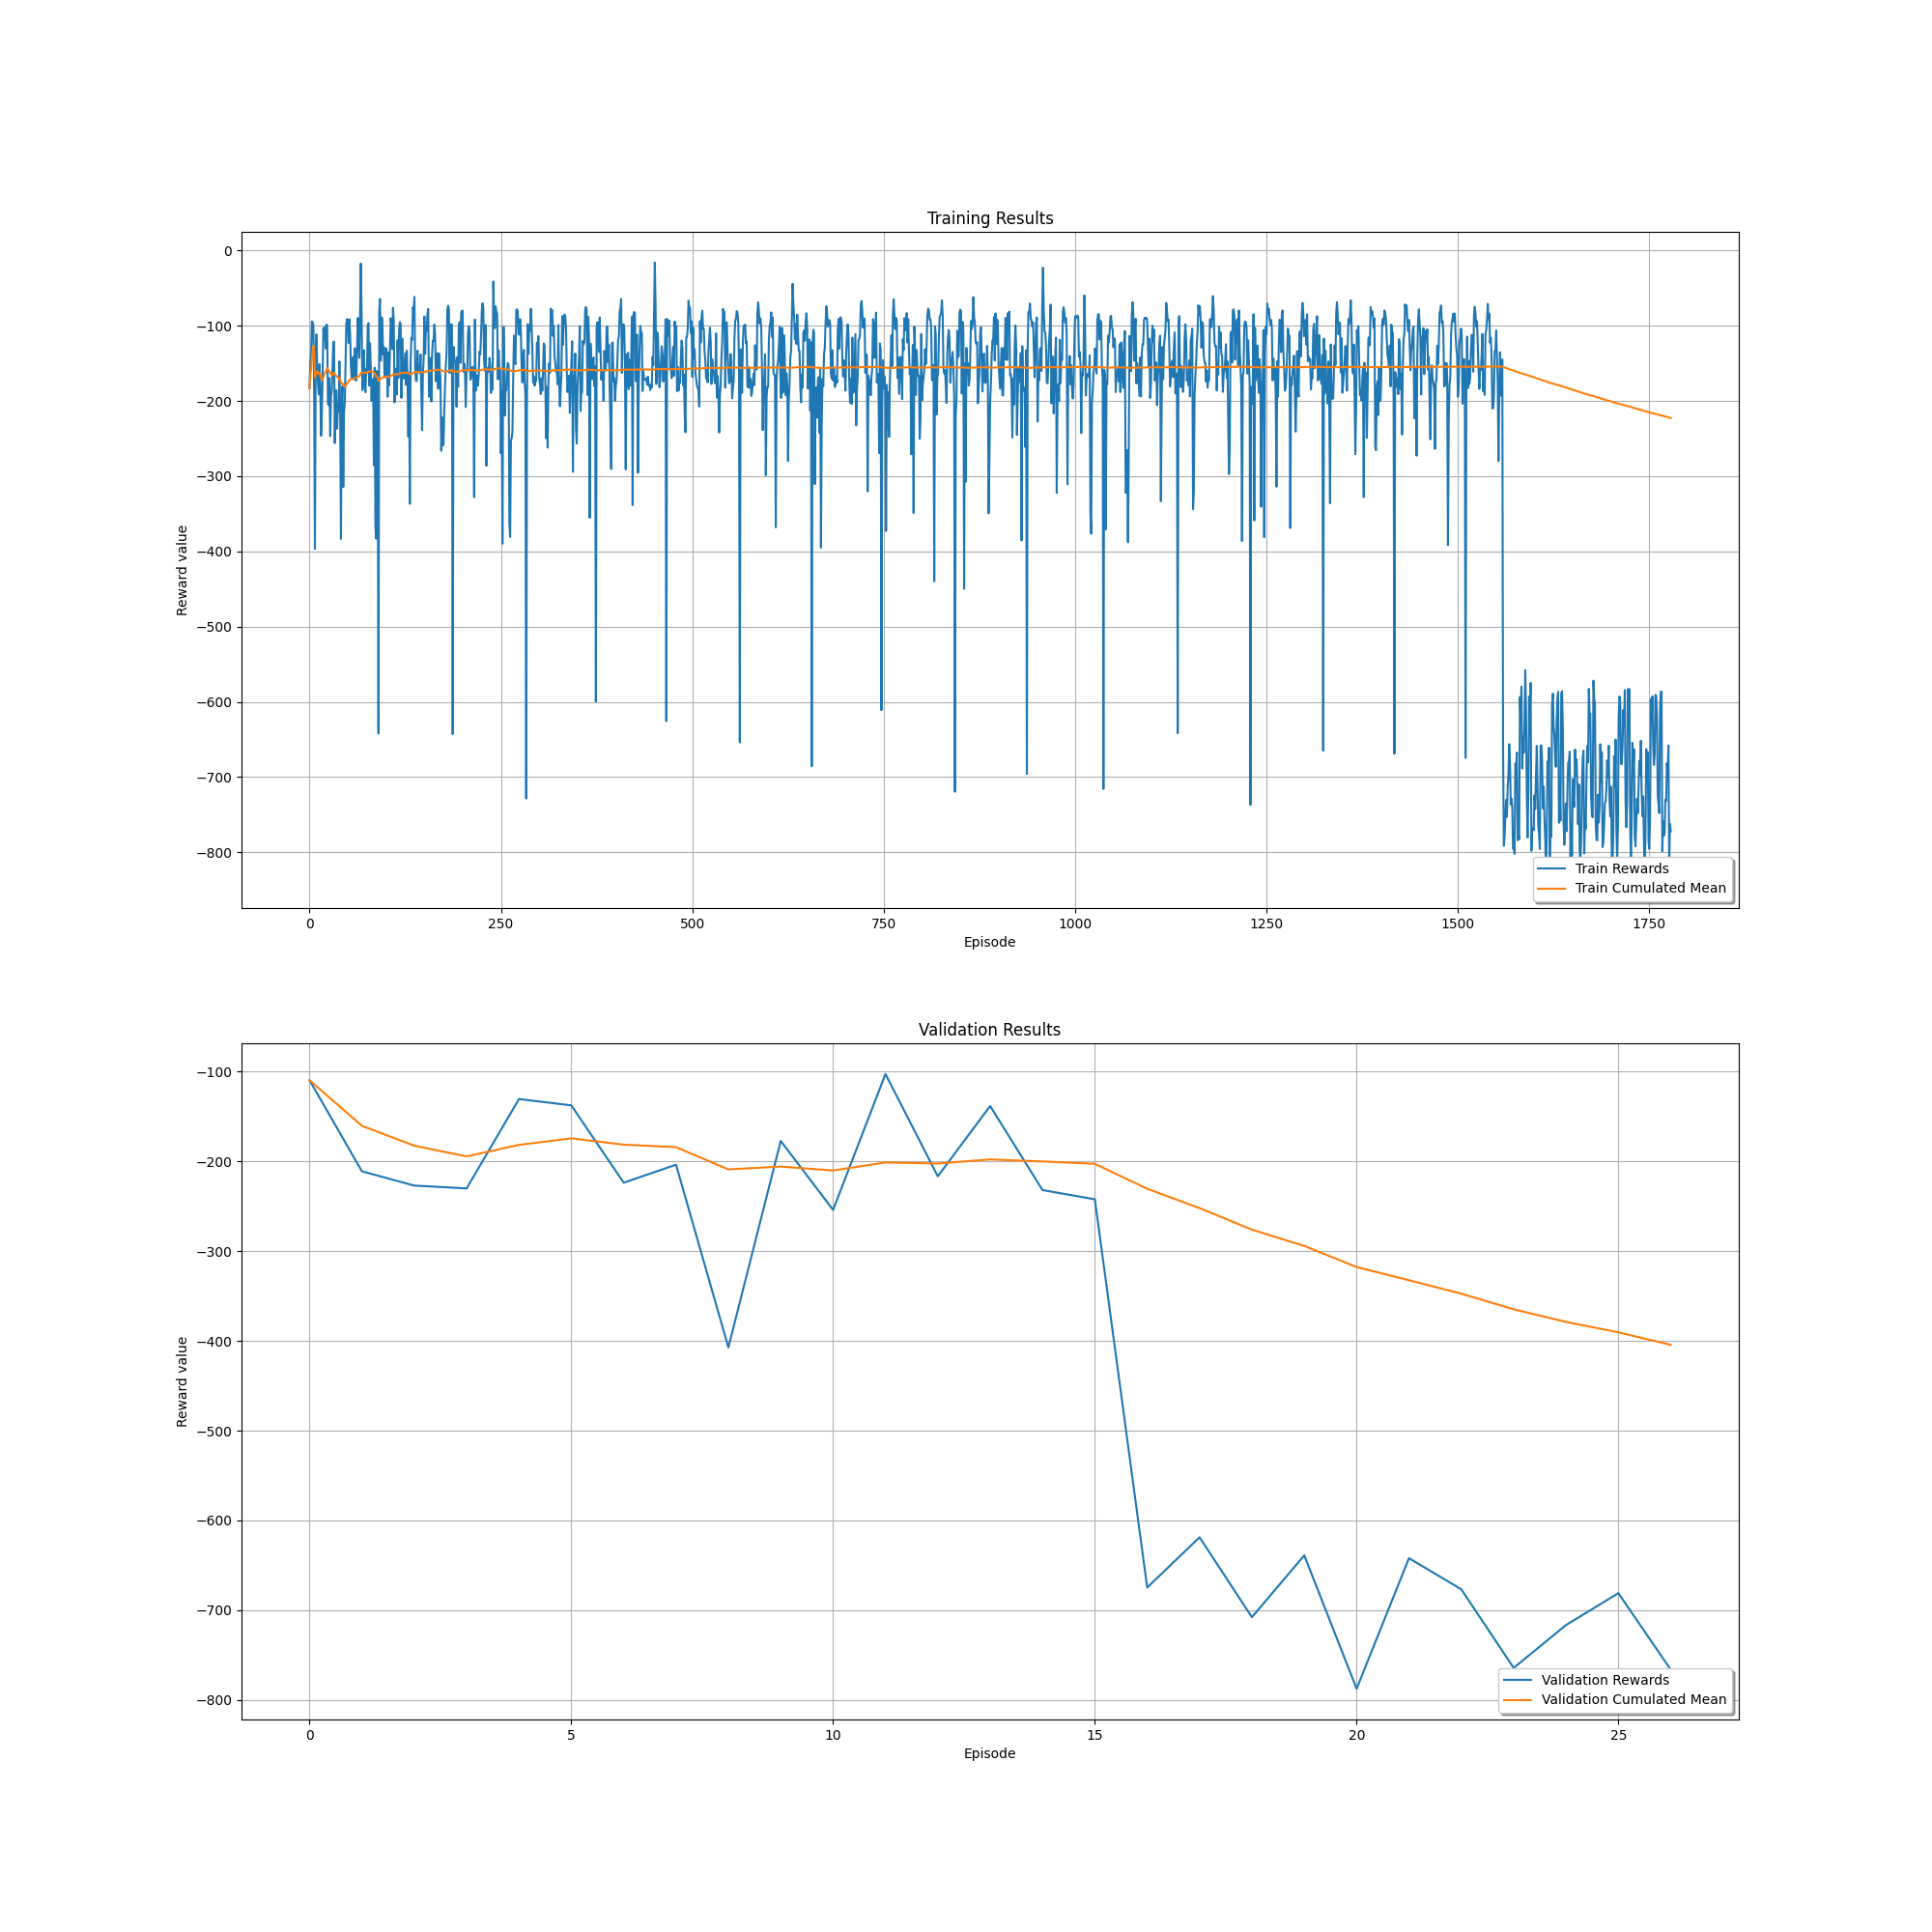 Training Results
0
−100
−200
−300
−400
−500
−600
−700
−800
Reward value
Train Rewards
Train Cumulated Mean
0 250 500 750 1000 1250 1500 1750
Episode
Validation Results
−100
−200
−300
−400
−500
−600
−700
−800
Reward value
Validation Rewards
Validation Cumulated Mean
0 5 10 15 20 25
Episode